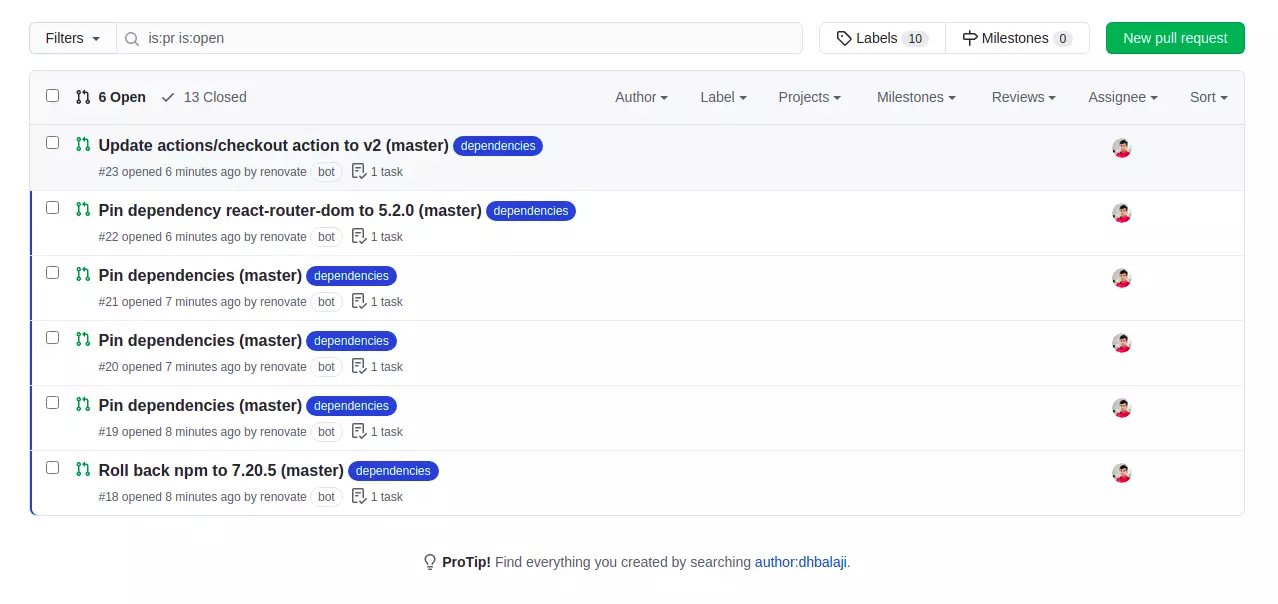 Filters is:pr is:open Labels 10 Milestones 0 New pull request
6 Open 13 Closed Author Label Projects Milestones Reviews Assignee Sort
Update actions/checkout action to v2 (master) dependencies
#23 opened 6 minutes ago by renovate bot 1 task
Pin dependency react-router-dom to 5.2.0 (master) dependencies
#22 opened 6 minutes ago by renovate bot 1 task
Pin dependencies (master) dependencies
#21 opened 7 minutes ago by renovate bot 1 task
Pin dependencies (master) dependencies
#20 opened 7 minutes ago by renovate bot 1 task
Pin dependencies (master) dependencies
#19 opened 8 minutes ago by renovate bot 1 task
Roll back npm to 7.20.5 (master) dependencies
#18 opened 8 minutes ago by renovate bot 1 task
ProTip! Find everything you created by searching author:dhbalaji.